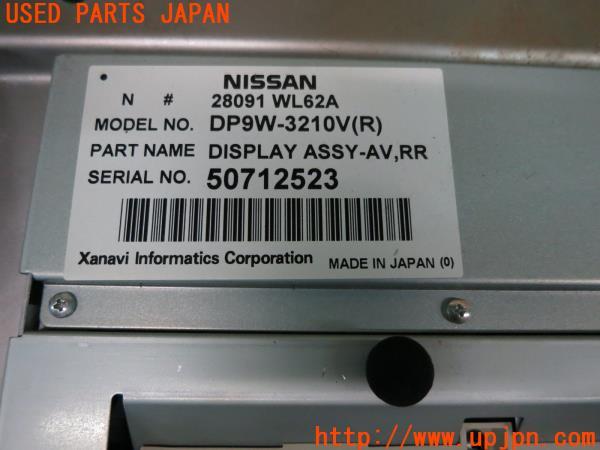 USED PARTS JAPAN
NISSAN
N # 28091 WL62A
MODEL NO. DP9W-3210V(R)
PART NAME DISPLAY ASSY-AV,RR
SERIAL NO. 50712523
Xanavi Informatics Corporation MADE IN JAPAN (0)
http://www.upjpn.com/